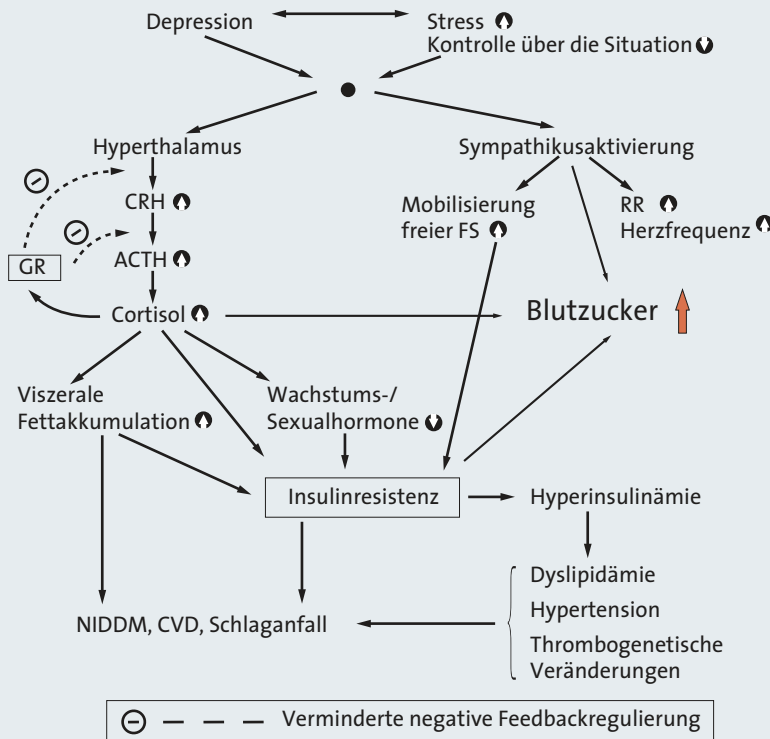 Depression
Stress
Kontrolle über die Situation
Hyperthalamus
Sympathikusaktivierung
CRH
Mobilisierung
freier FS
RR
Herzfrequenz
GR
ACTH
Cortisol
Blutzucker
Viszerale
Fettakkumulation
Wachstums-/
Sexualhormone
Insulinresistenz
Hyperinsulinämie
Dyslipidämie
Hypertension
Thrombogenetische
Veränderungen
NIDDM, CVD, Schlaganfall
Verminderte negative Feedbackregulierung